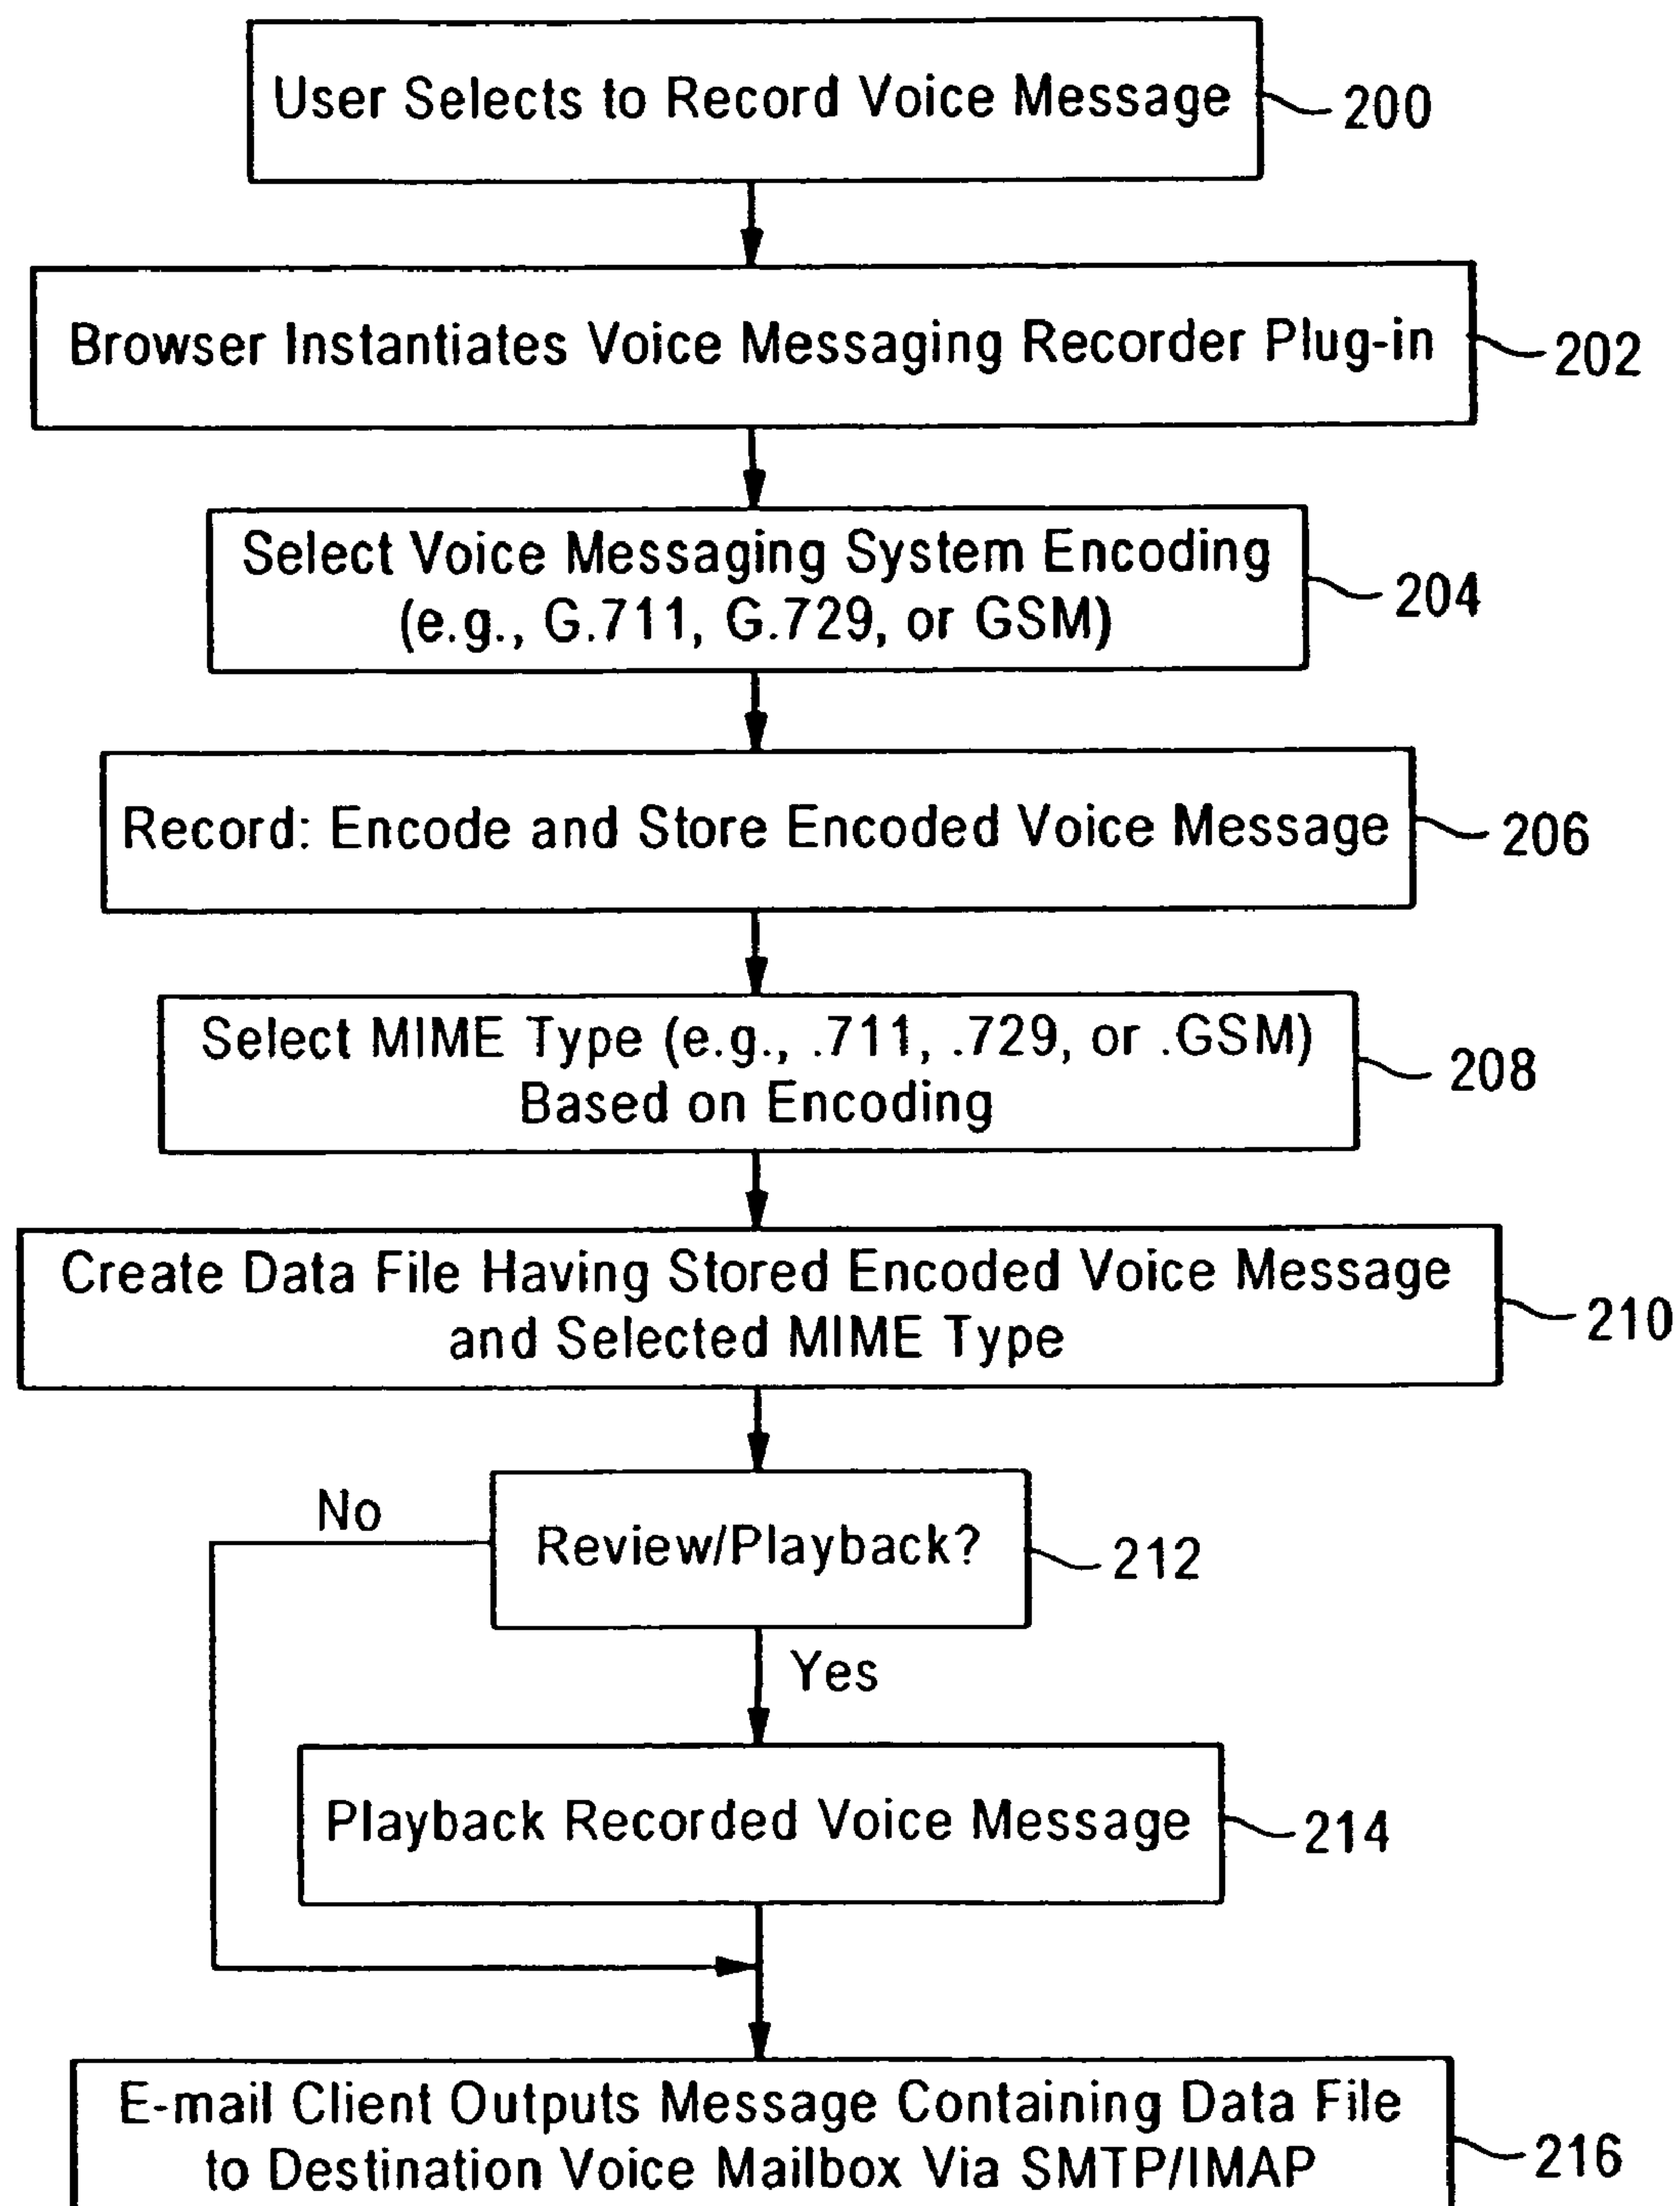 User Selects to Record Voice Message
200
Browser Instantiates Voice Messaging Recorder Plug-in
202
Select Voice Messaging System Encoding
(e.g., G.711, G.729, or GSM)
204
Record: Encode and Store Encoded Voice Message
206
Select MIME Type (e.g., .711, .729, or .GSM)
Based on Encoding
208
Create Data File Having Stored Encoded Voice Message
and Selected MIME Type
210
No
Review/Playback?
212
Yes
Playback Recorded Voice Message
214
E-mail Client Outputs Message Containing Data File
to Destination Voice Mailbox Via SMTP/IMAP
216